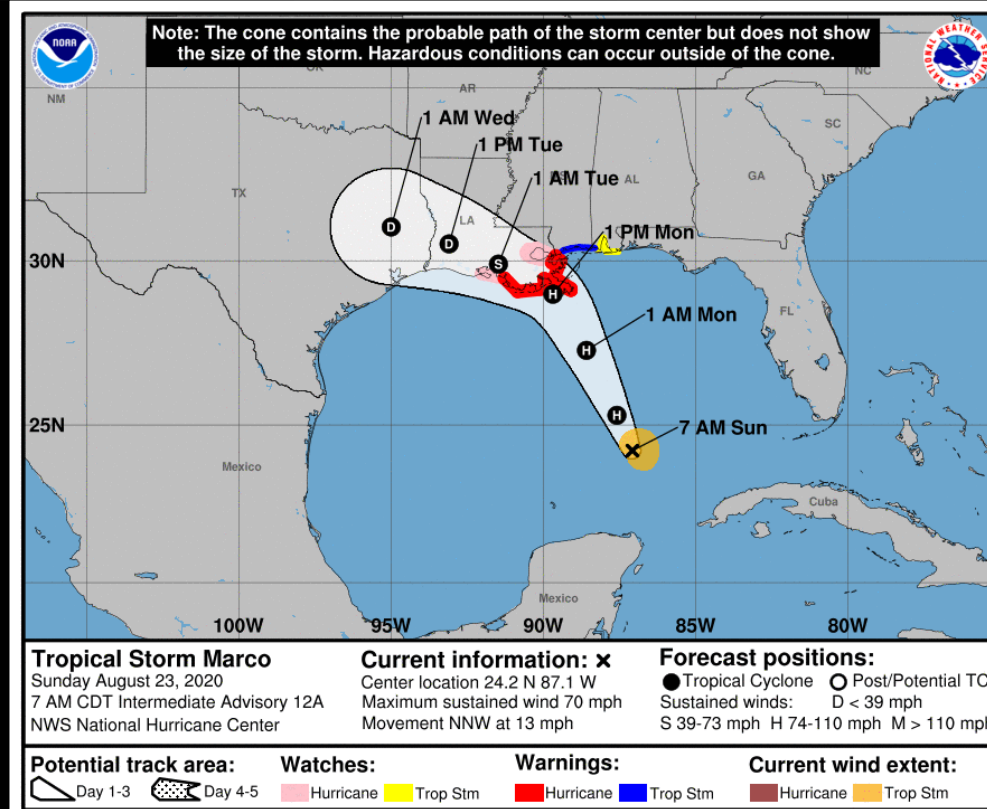 Note: The cone contains the probable path of the storm center but does not show
the size of the storm. Hazardous conditions can occur outside of the cone.
NOAA
NATIONAL WEATHER SERVICE
NM
AR
NC
SC
1 AM Wed
1 PM Tue
1 AM Tue
TX
LA
AL
GA
1 PM Mon
30N
FL
1 AM Mon
25N
7 AM Sun
Mexico
Cuba
Mexico
D
D
S
H
H
H
100W 95W 90W 85W 80W
Tropical Storm Marco
Sunday August 23, 2020
7 AM CDT Intermediate Advisory 12A
NWS National Hurricane Center
Current information: ×
Center location 24.2 N 87.1 W
Maximum sustained wind 70 mph
Movement NNW at 13 mph
Forecast positions:
Tropical Cyclone Post/Potential TC
Sustained winds: D < 39 mph
S 39-73 mph H 74-110 mph M > 110 mph
Potential track area:
Day 1-3 Day 4-5
Watches:
Hurricane Trop Stm
Warnings:
Hurricane Trop Stm
Current wind extent:
Hurricane Trop Stm